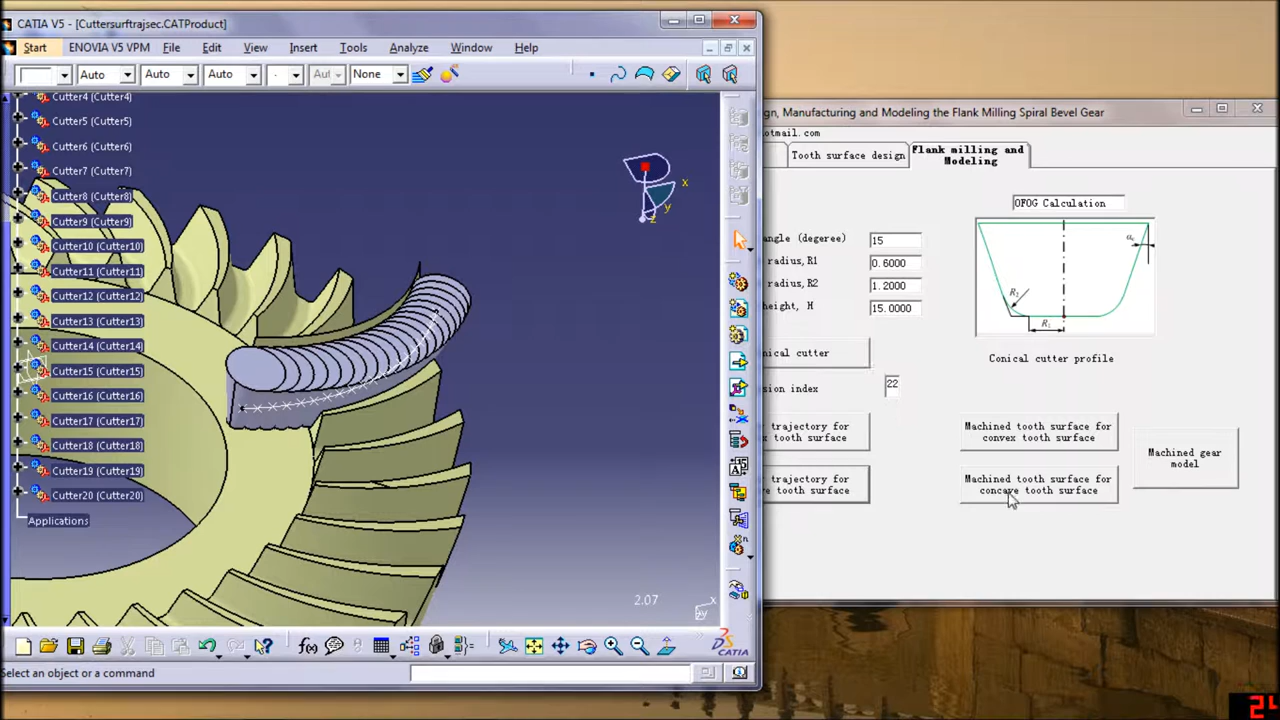 CATIA V5 - [Cuttersurftrajsec.CATProduct]
Start ENOVIA V5 VPM File Edit View Insert Tools Analyze Window Help
Auto Auto Auto None
Cutter4 (Cutter4)
Cutter5 (Cutter5)
Cutter6 (Cutter6)
Cutter7 (Cutter7)
Cutter8 (Cutter8)
Cutter9 (Cutter9)
Cutter10 (Cutter10)
Cutter11 (Cutter11)
Cutter12 (Cutter12)
Cutter13 (Cutter13)
Cutter14 (Cutter14)
Cutter15 (Cutter15)
Cutter16 (Cutter16)
Cutter17 (Cutter17)
Cutter18 (Cutter18)
Cutter19 (Cutter19)
Cutter20 (Cutter20)
Applications
x
y
z
2.07
f(x)
CATIA
Select an object or a command
, Manufacturing and Modeling the Flank Milling Spiral Bevel Gear
.com
Tooth surface design
Flank milling and
Modeling
OFOG Calculation
angle (degree) 15
radius,R1 0.6000
radius,R2 1.2000
height, H 15.0000
R2
R1
Conical cutter profile
cutter
index 22
trajectory for
tooth surface
trajectory for
tooth surface
Machined tooth surface for
convex tooth surface
Machined tooth surface for
concave tooth surface
Machined gear
model